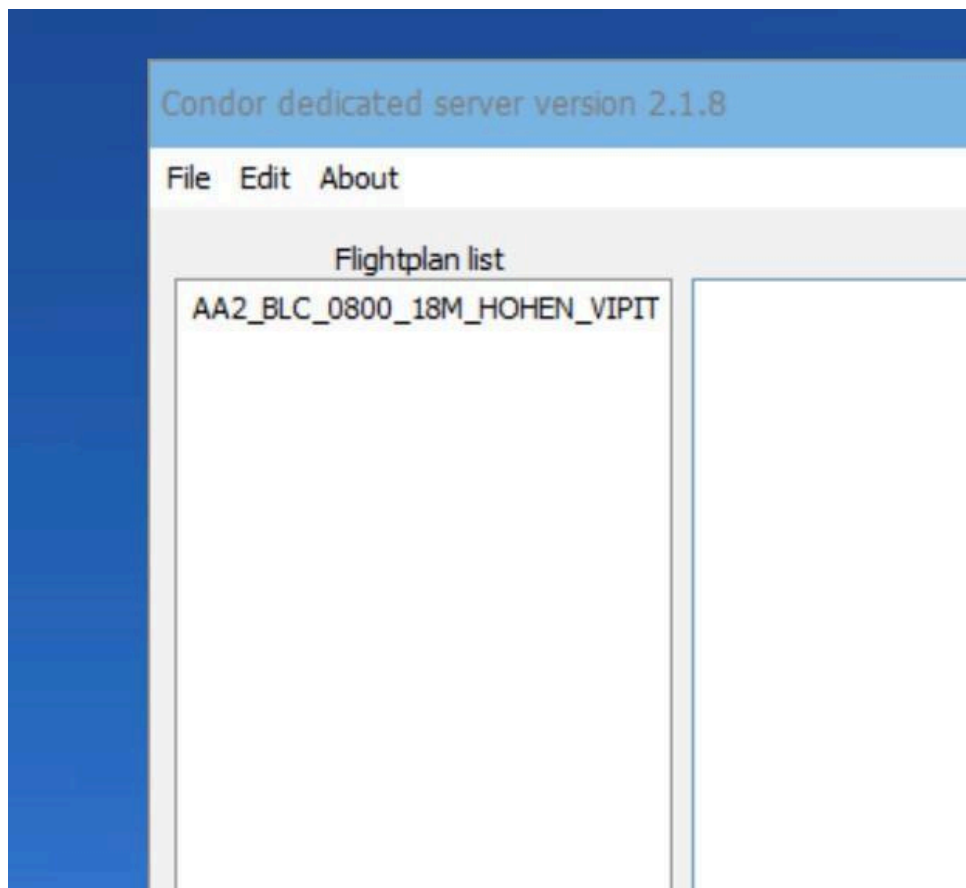 Condor dedicated server version 2.1.8
File Edit About
Flightplan list
AA2_BLC_0800_18M_HOHEN_VIPIT